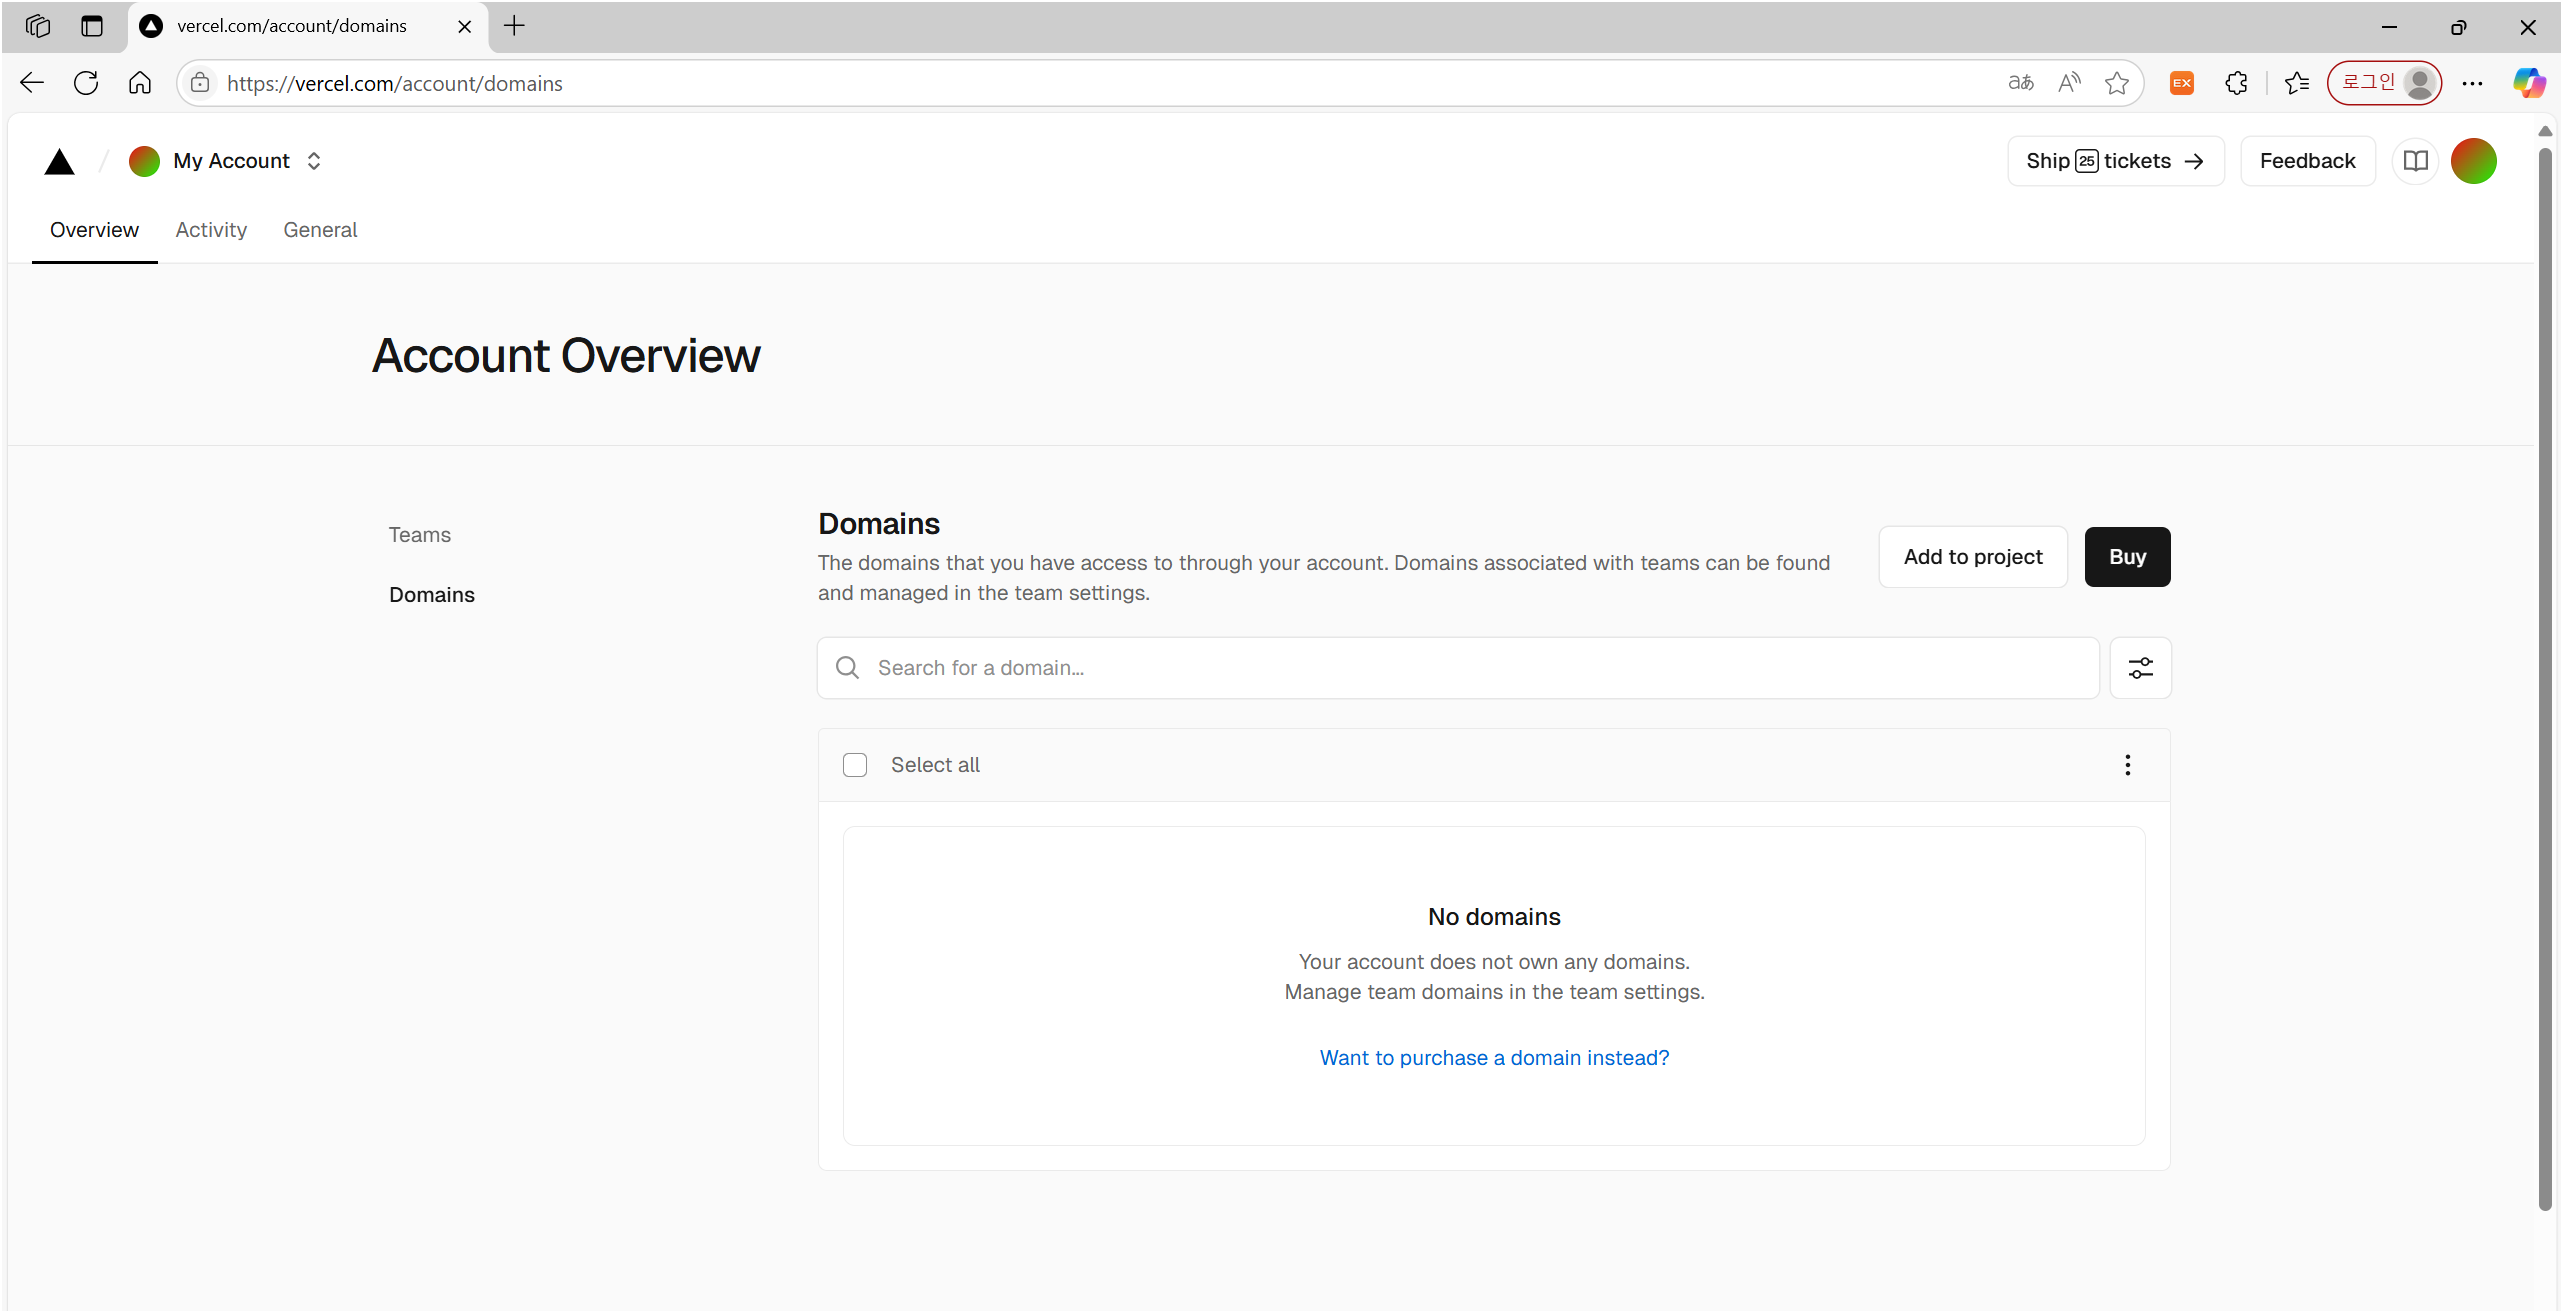 vercel.com/account/domains
https://vercel.com/account/domains
aあ
A
EX
로그인
My Account
Ship 25 tickets →
Feedback
Overview
Activity
General
Account Overview
Teams
Domains
Domains
The domains that you have access to through your account. Domains associated with teams can be found
and managed in the team settings.
Add to project
Buy
Search for a domain...
Select all
No domains
Your account does not own any domains.
Manage team domains in the team settings.
Want to purchase a domain instead?